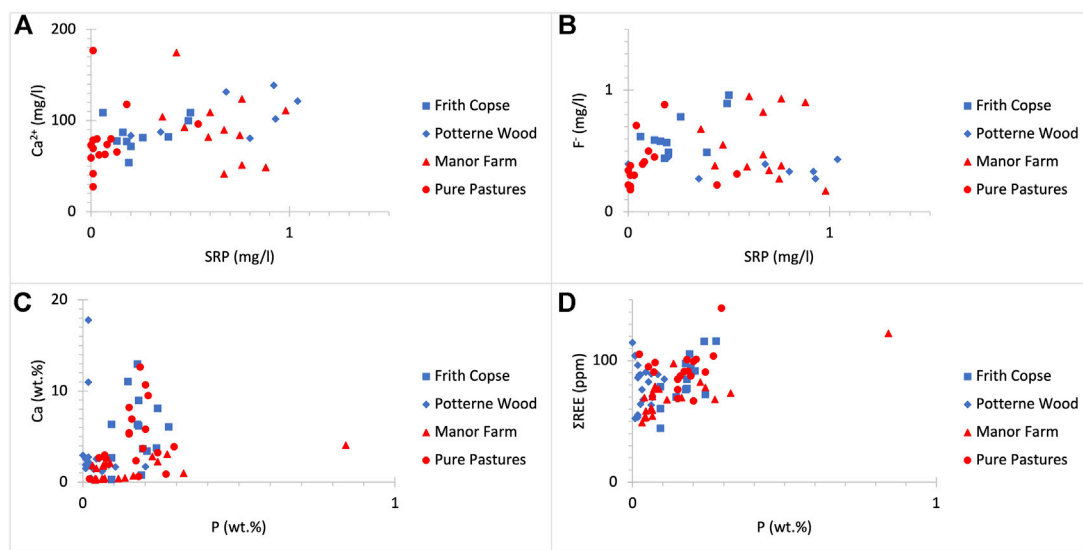 A
Ca²⁺ (mg/l)
200
100
0
0
1
SRP (mg/l)
Frith Copse
Potterne Wood
Manor Farm
Pure Pastures
B
F⁻ (mg/l)
1
0
0
1
SRP (mg/l)
Frith Copse
Potterne Wood
Manor Farm
Pure Pastures
C
Ca (wt.%)
20
10
0
0
1
P (wt.%)
Frith Copse
Potterne Wood
Manor Farm
Pure Pastures
D
ΣREE (ppm)
100
0
0
1
P (wt.%)
Frith Copse
Potterne Wood
Manor Farm
Pure Pastures